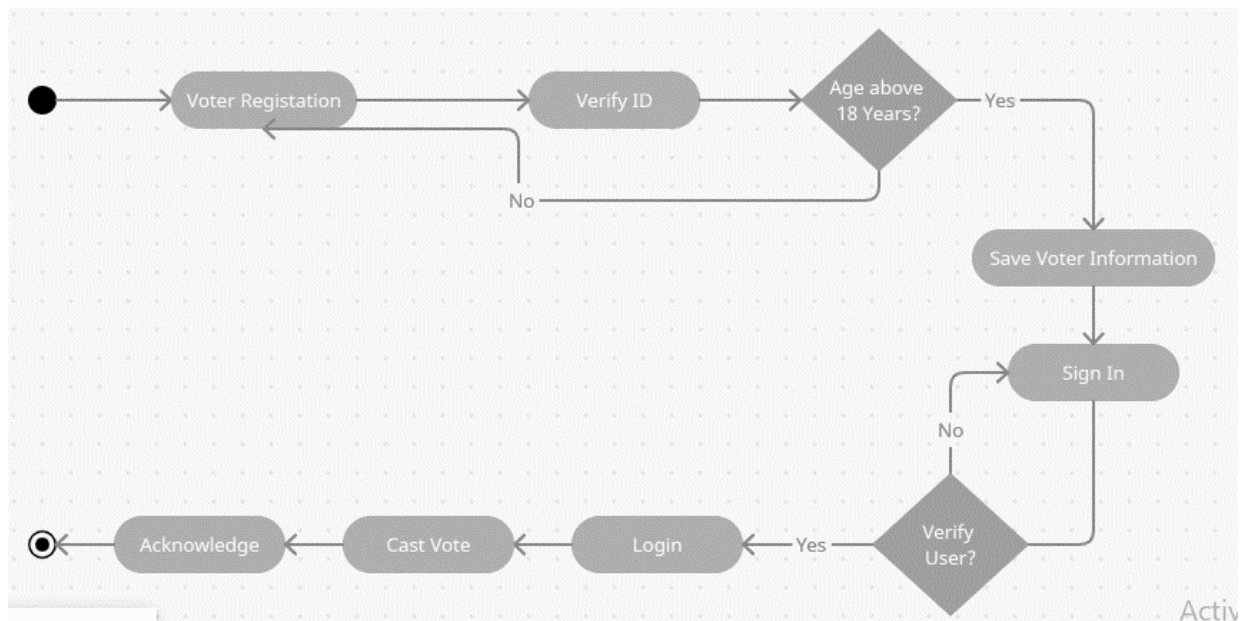 Voter Registation
Verify ID
Age above
18 Years?
Yes
No
Save Voter Information
Sign In
No
Verify
User?
Yes
Login
Cast Vote
Acknowledge
Activ